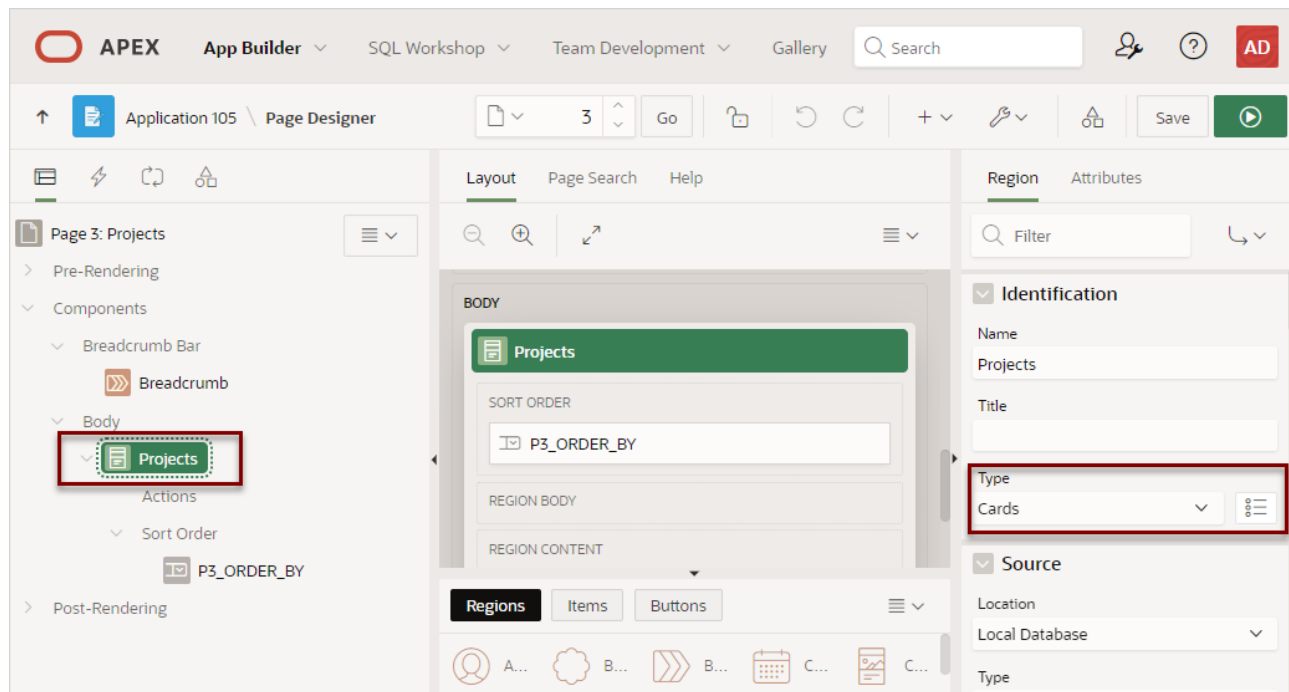 APEX App Builder SQL Workshop Team Development Gallery Search AD
Application 105 \ Page Designer 3 Go Save
Layout Page Search Help
Region Attributes
Page 3: Projects
Filter
Pre-Rendering
Components
Breadcrumb Bar
Breadcrumb
Body
Projects
Actions
Sort Order
P3_ORDER_BY
Post-Rendering
BODY
Projects
SORT ORDER
P3_ORDER_BY
REGION BODY
REGION CONTENT
Regions Items Buttons
A... B... B... C... C...
Identification
Name
Projects
Title
Type
Cards
Source
Location
Local Database
Type